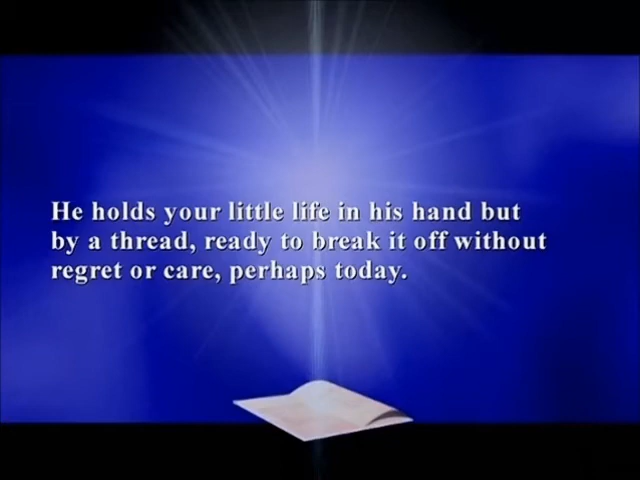 He holds your little life in his hand but
by a thread, ready to break it off without
regret or care, perhaps today.